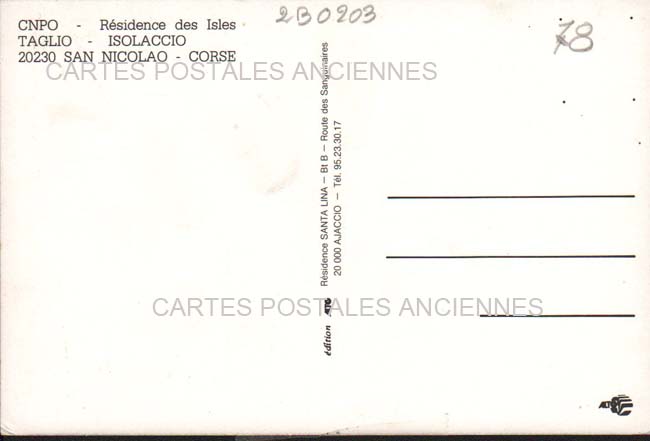 CNPO - Résidence des Isles
TAGLIO - ISOLACCIO
20230 SAN NICOLAO - CORSE
2B0203
78
CARTES POSTALES ANCIENNES
Résidence SANTA LINA — Bt B — Route des Sanguinaires
20 000 AJACCIO — Tél. 95.23.30.17
CARTES POSTALES ANCIENNES
édition